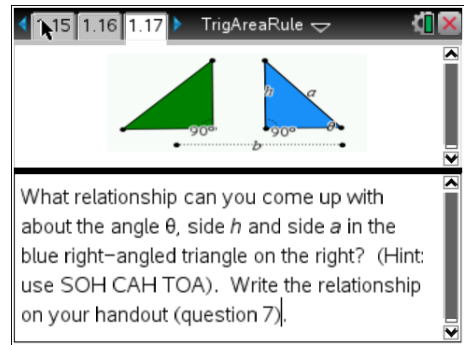 1.15 1.16 1.17 TrigAreaRule
h a
90° 90° θ
b
What relationship can you come up with
about the angle θ, side h and side a in the
blue right-angled triangle on the right? (Hint:
use SOH CAH TOA). Write the relationship
on your handout (question 7).